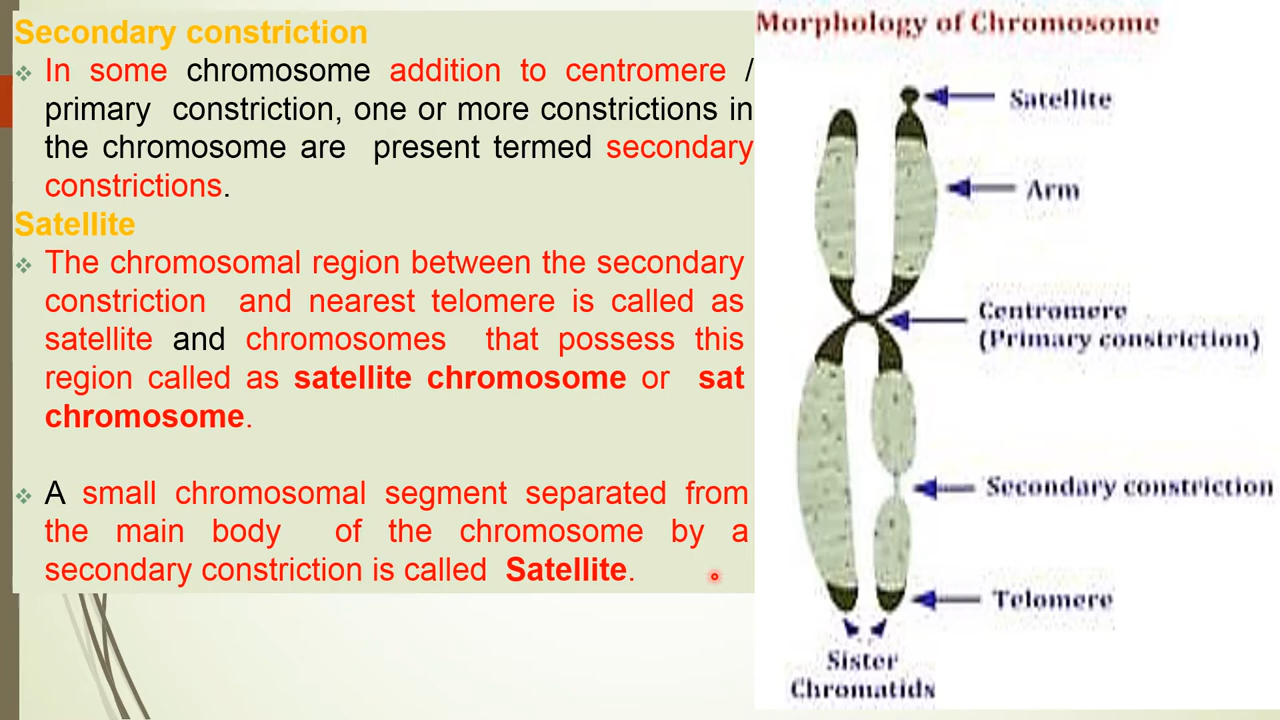 Secondary constriction
❖ In some chromosome addition to centromere /
primary constriction, one or more constrictions in
the chromosome are present termed secondary
constrictions.
Satellite
❖ The chromosomal region between the secondary
constriction and nearest telomere is called as
satellite and chromosomes that possess this
region called as satellite chromosome or sat
chromosome.
❖ A small chromosomal segment separated from
the main body of the chromosome by a
secondary constriction is called Satellite.
Morphology of Chromosome
Satellite
Arm
Centromere
(Primary constriction)
Secondary constriction
Telomere
Sister
Chromatids